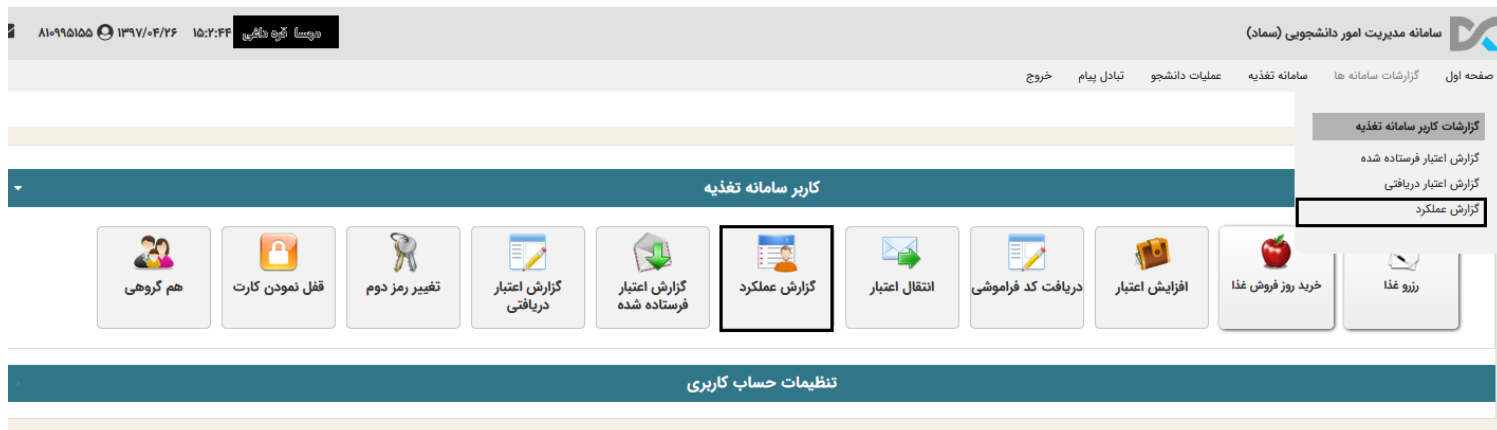 سامانه مدیریت امور دانشجویی (سماد)
مهسا قره داغی ۱۵:۲:۴۴ ۱۳۹۷/۰۴/۲۶ ۸۱۰۹۹۵۱۵۵
صفحه اول گزارشات سامانه ها سامانه تغذیه عملیات دانشجو تبادل پیام خروج
گزارشات کاربر سامانه تغذیه
گزارش اعتبار فرستاده شده
گزارش اعتبار دریافتی
گزارش عملکرد
کاربر سامانه تغذیه
رزرو غذا
خرید روز فروش غذا
افزایش اعتبار
دریافت کد فراموشی
انتقال اعتبار
گزارش عملکرد
گزارش اعتبار
فرستاده شده
گزارش اعتبار
دریافتی
تغییر رمز دوم
قفل نمودن کارت
هم گروهی
تنظیمات حساب کاربری